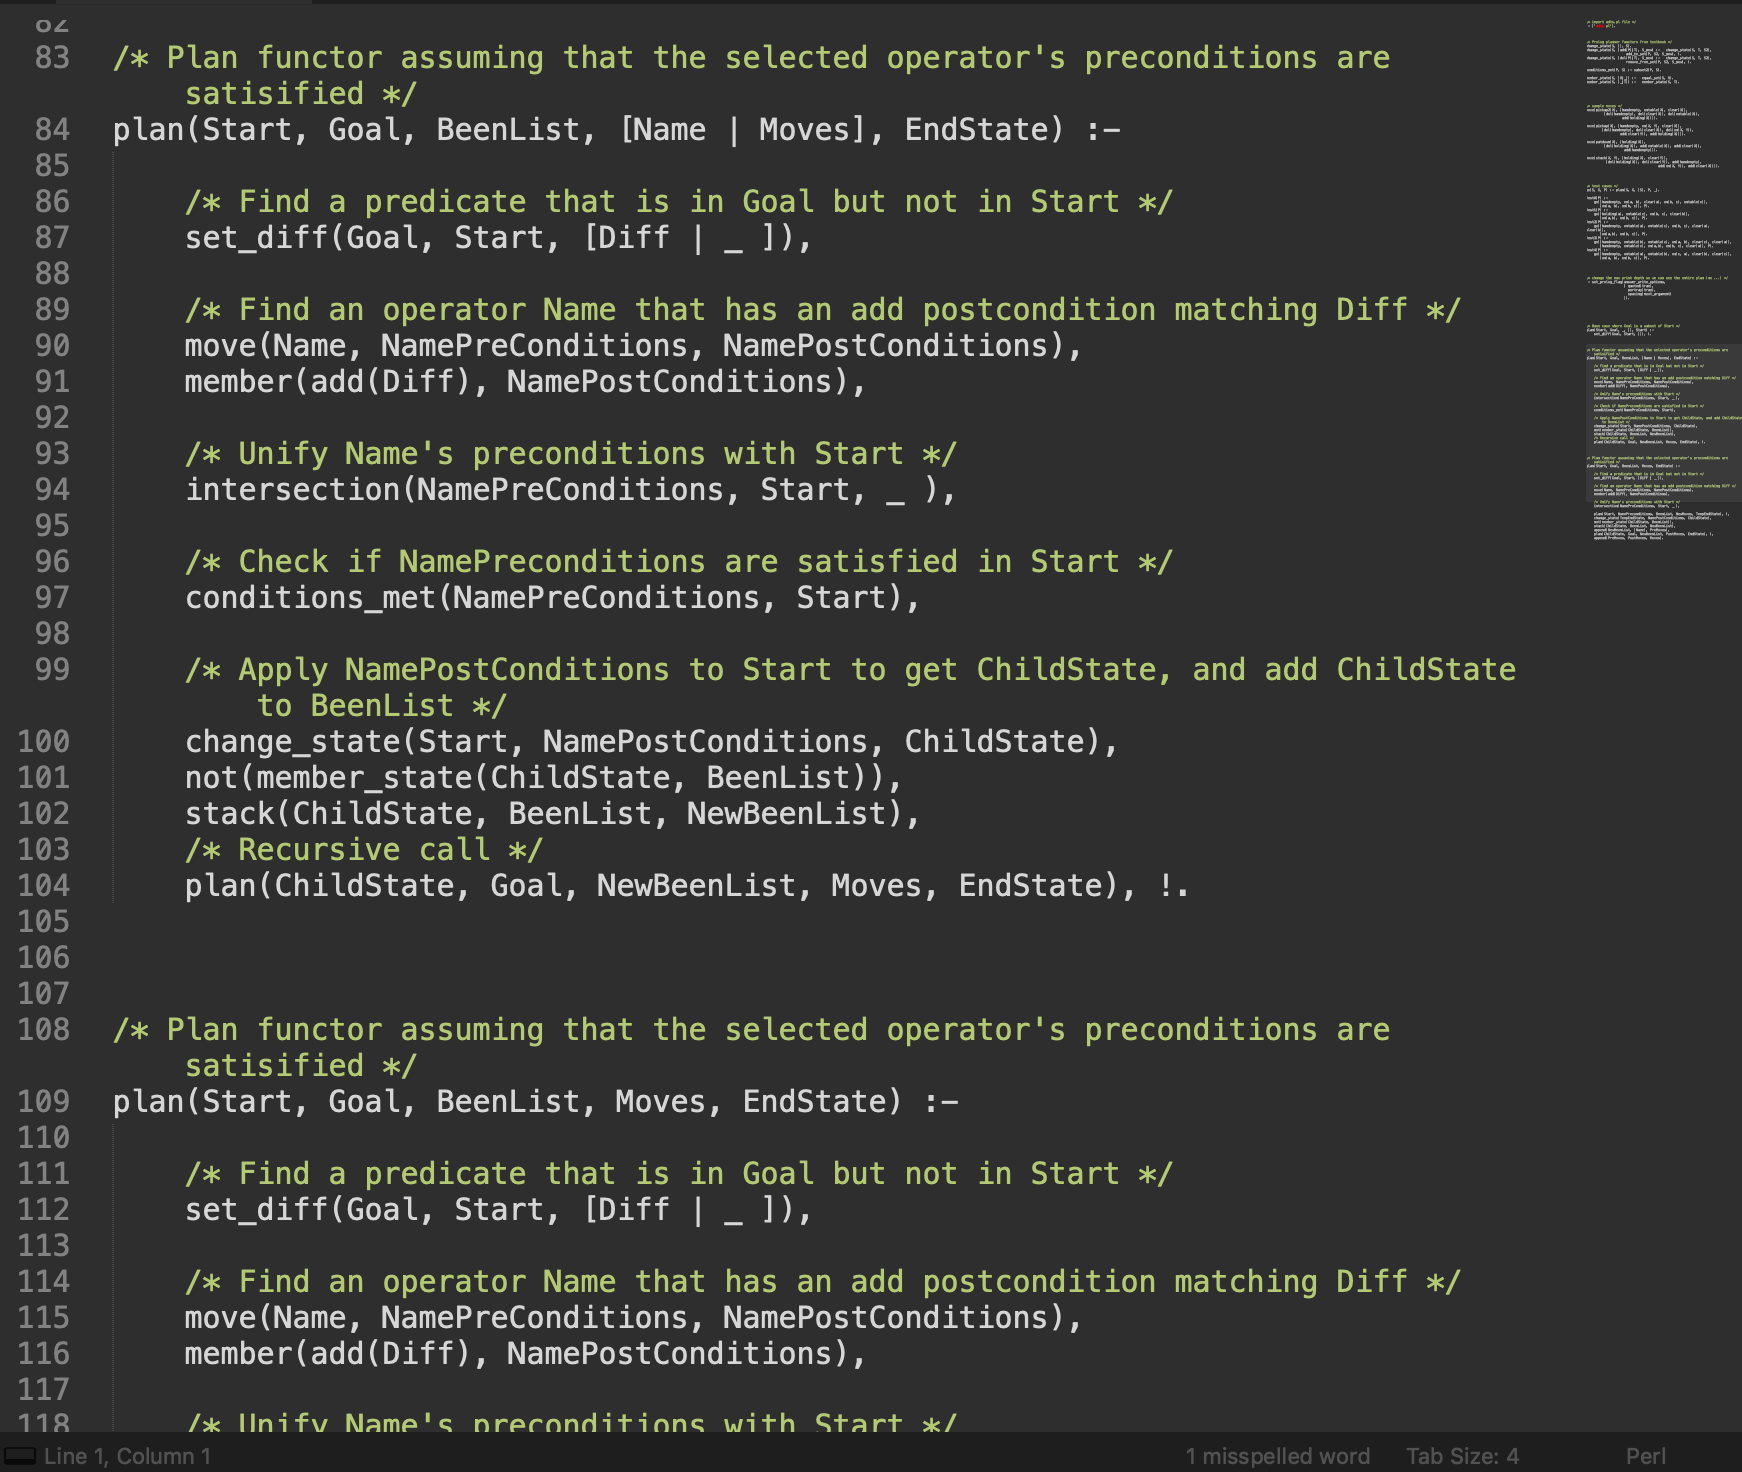 82
83 /* Plan functor assuming that the selected operator's preconditions are
satisified */
84 plan(Start, Goal, BeenList, [Name | Moves], EndState) :-
85
86 /* Find a predicate that is in Goal but not in Start */
87 set_diff(Goal, Start, [Diff | _ ]),
88
89 /* Find an operator Name that has an add postcondition matching Diff */
90 move(Name, NamePreConditions, NamePostConditions),
91 member(add(Diff), NamePostConditions),
92
93 /* Unify Name's preconditions with Start */
94 intersection(NamePreConditions, Start, _ ),
95
96 /* Check if NamePreconditions are satisfied in Start */
97 conditions_met(NamePreConditions, Start),
98
99 /* Apply NamePostConditions to Start to get ChildState, and add ChildState
to BeenList */
100 change_state(Start, NamePostConditions, ChildState),
101 not(member_state(ChildState, BeenList)),
102 stack(ChildState, BeenList, NewBeenList),
103 /* Recursive call */
104 plan(ChildState, Goal, NewBeenList, Moves, EndState), !.
105
106
107
108 /* Plan functor assuming that the selected operator's preconditions are
satisified */
109 plan(Start, Goal, BeenList, Moves, EndState) :-
110
111 /* Find a predicate that is in Goal but not in Start */
112 set_diff(Goal, Start, [Diff | _ ]),
113
114 /* Find an operator Name that has an add postcondition matching Diff */
115 move(Name, NamePreConditions, NamePostConditions),
116 member(add(Diff), NamePostConditions),
117
118 /* Unify Name's preconditions with Start */
Line 1, Column 1 1 misspelled word Tab Size: 4 Perl